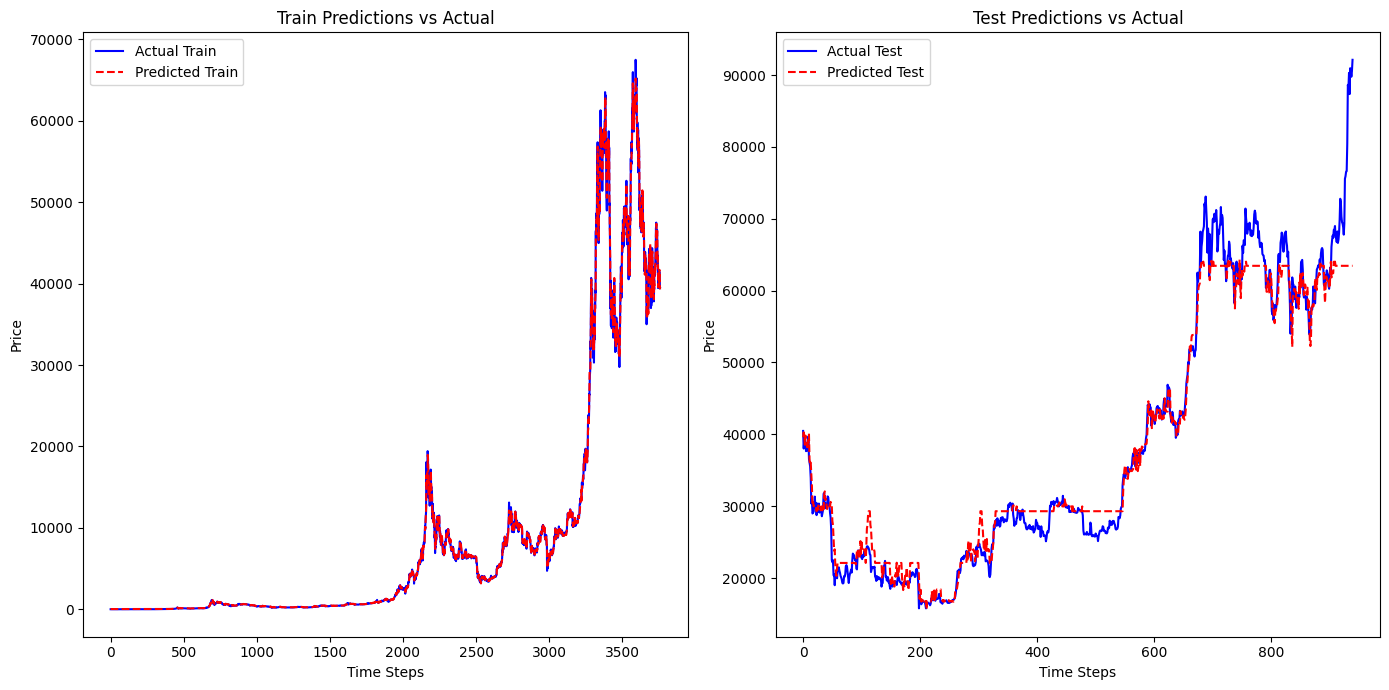 Train Predictions vs Actual
Actual Train
Predicted Train
70000
60000
50000
40000
30000
20000
10000
0
Price
0 500 1000 1500 2000 2500 3000 3500
Time Steps
Test Predictions vs Actual
Actual Test
Predicted Test
90000
80000
70000
60000
50000
40000
30000
20000
Price
0 200 400 600 800
Time Steps